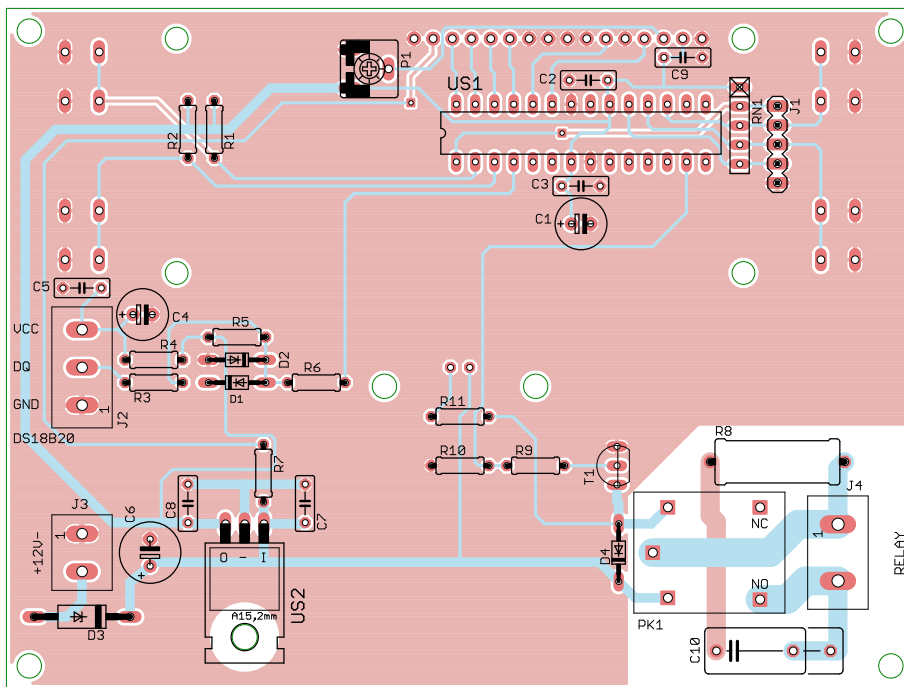 P1
US1
C2
C9
RN1
J1
R2
R1
C3
C1
+
C5
+
C4
VCC
DQ
GND
1
J2
DS18B20
R5
R4
D2
R3
D1
R6
R11
R10
R9
T1
R8
R7
J3
1
+12V-
C6
+
C8
C7
O - I
US2
A15,2mm
D3
D4
NC
NO
PK1
J4
1
RELAY
C10